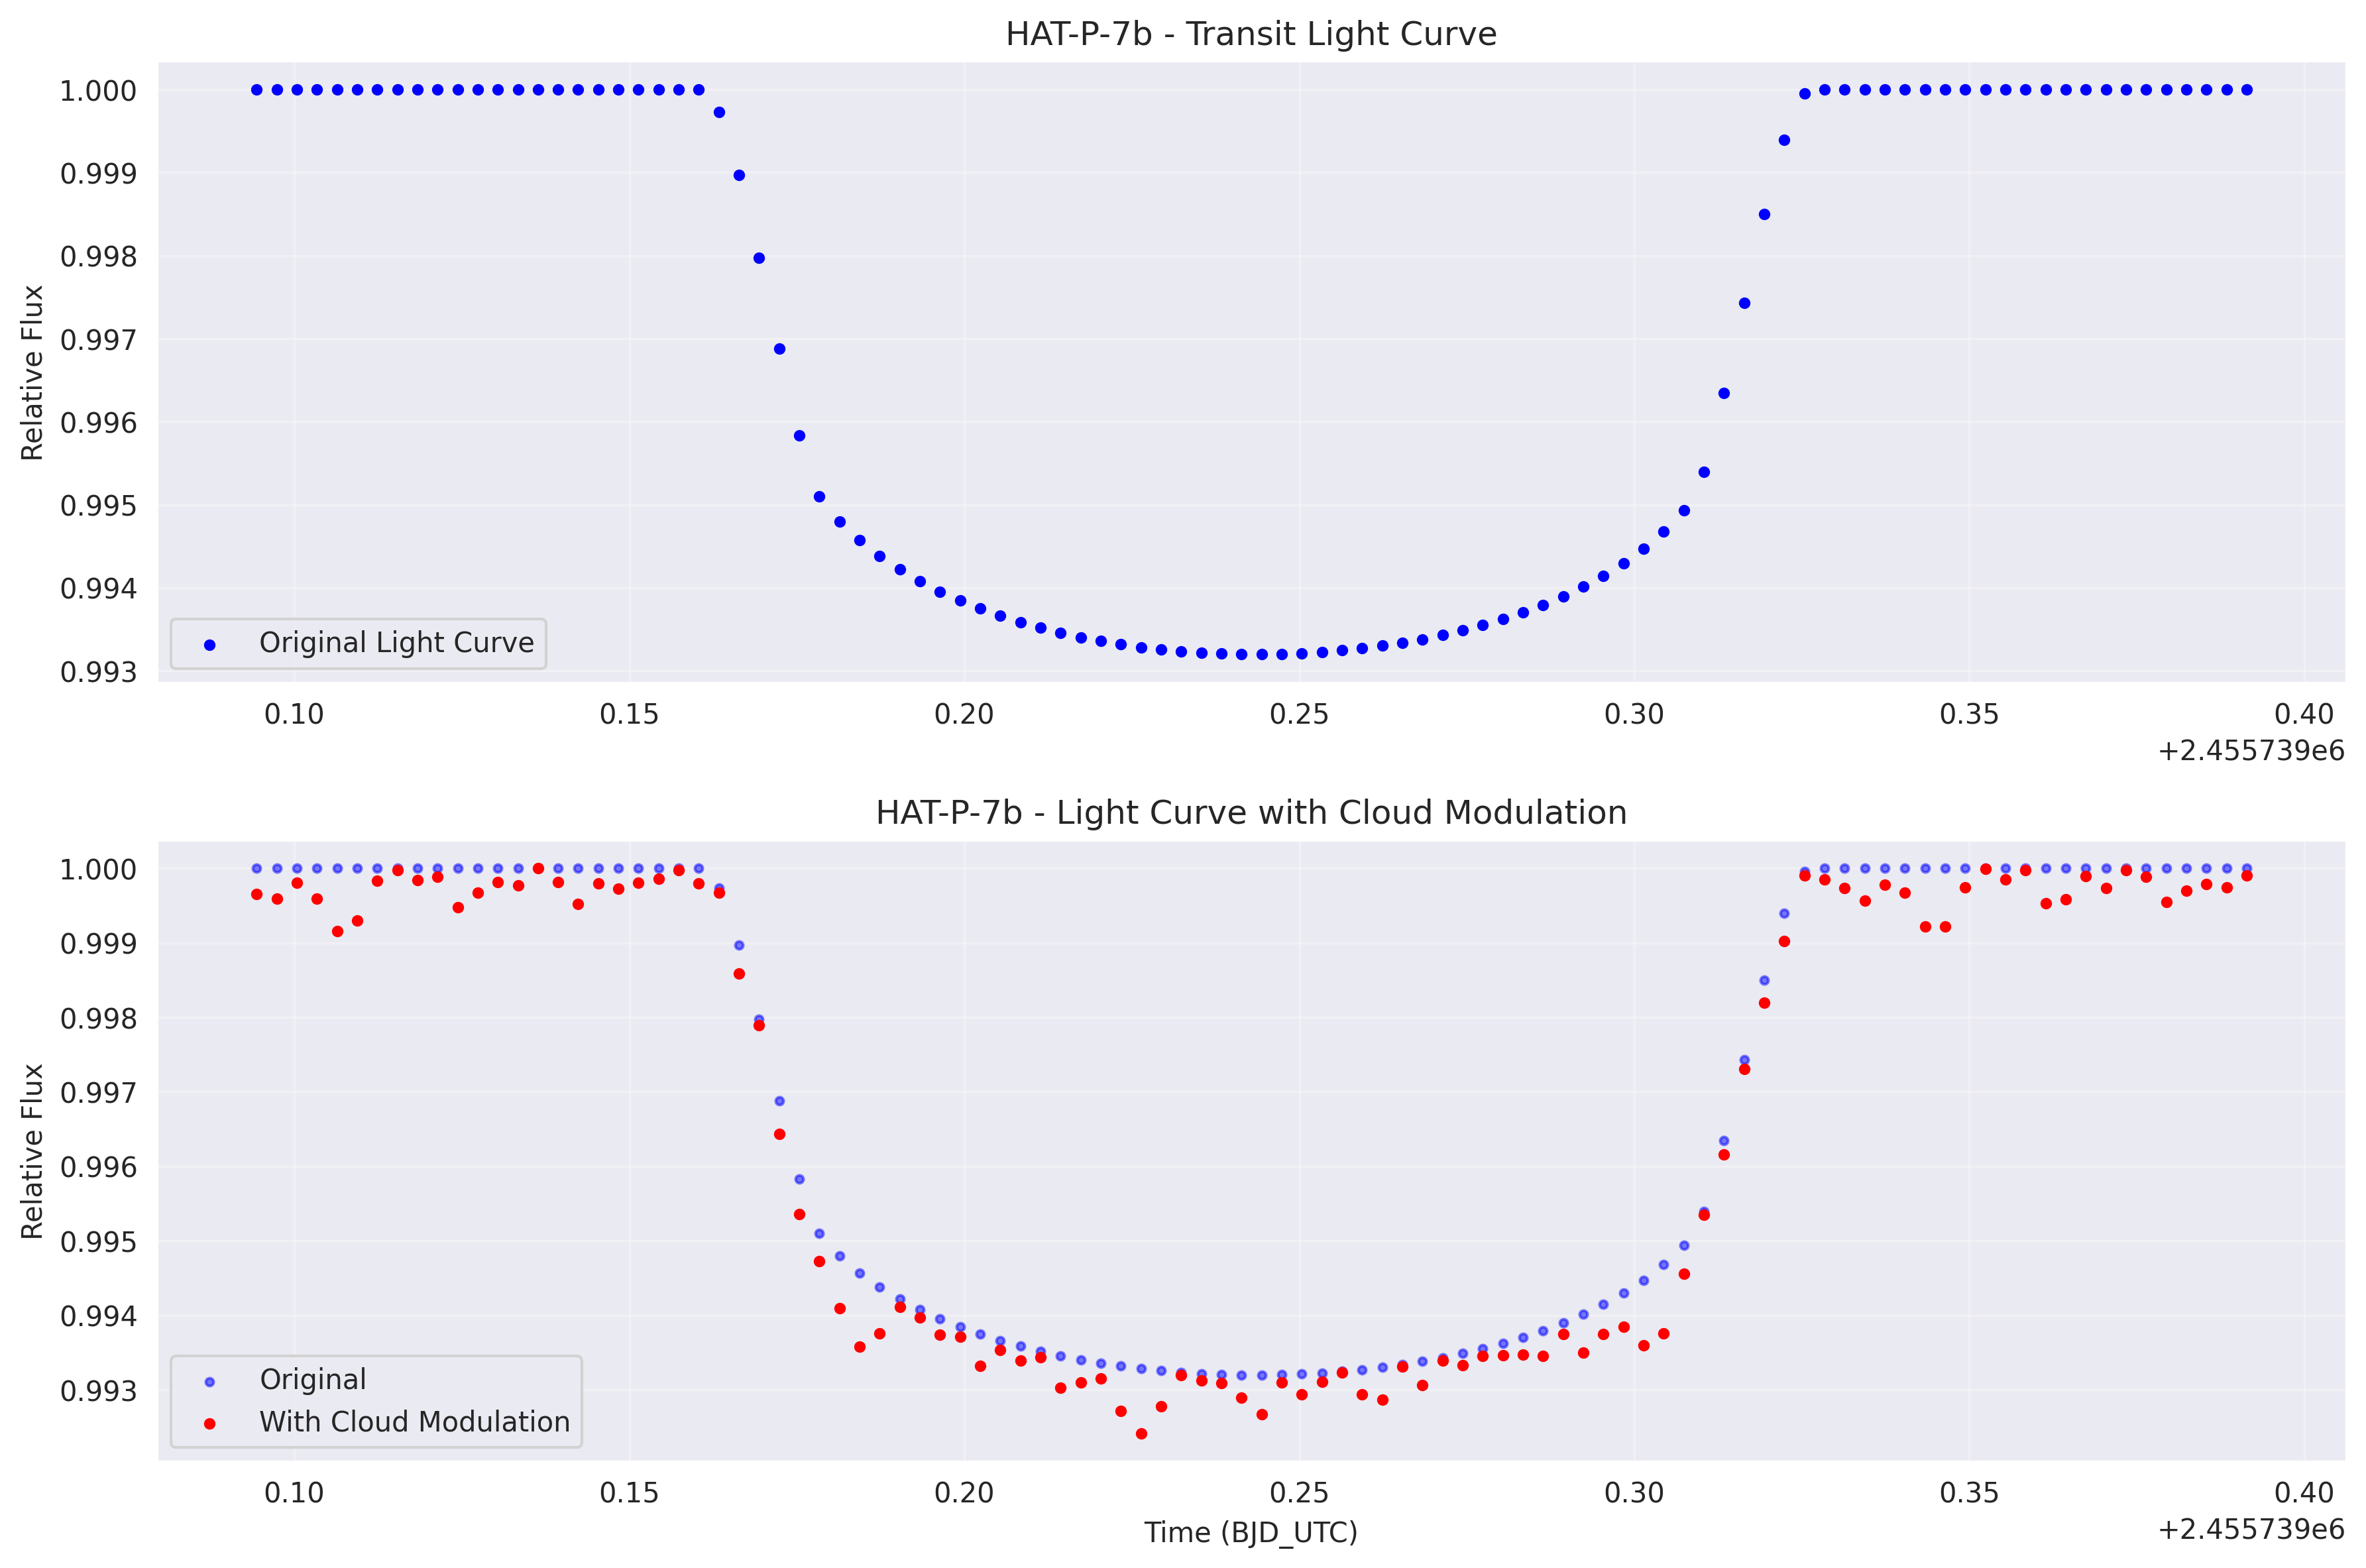 HAT-P-7b - Transit Light Curve
Relative Flux
1.000
0.999
0.998
0.997
0.996
0.995
0.994
0.993
Original Light Curve
0.10 0.15 0.20 0.25 0.30 0.35 0.40
+2.455739e6
HAT-P-7b - Light Curve with Cloud Modulation
Relative Flux
1.000
0.999
0.998
0.997
0.996
0.995
0.994
0.993
Original
With Cloud Modulation
0.10 0.15 0.20 0.25 0.30 0.35 0.40
Time (BJD_UTC)
+2.455739e6